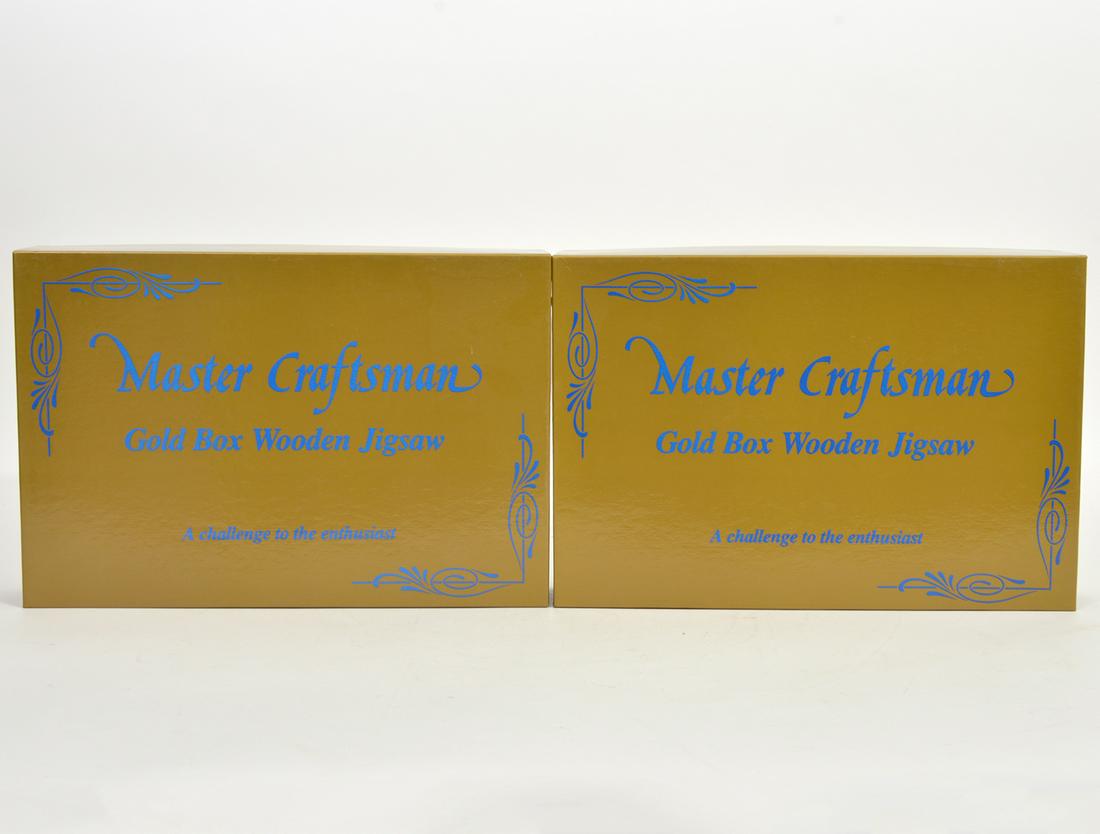 Master Craftsman
Gold Box Wooden Jigsaw
A challenge to the enthusiast
Master Craftsman
Gold Box Wooden Jigsaw
A challenge to the enthusiast